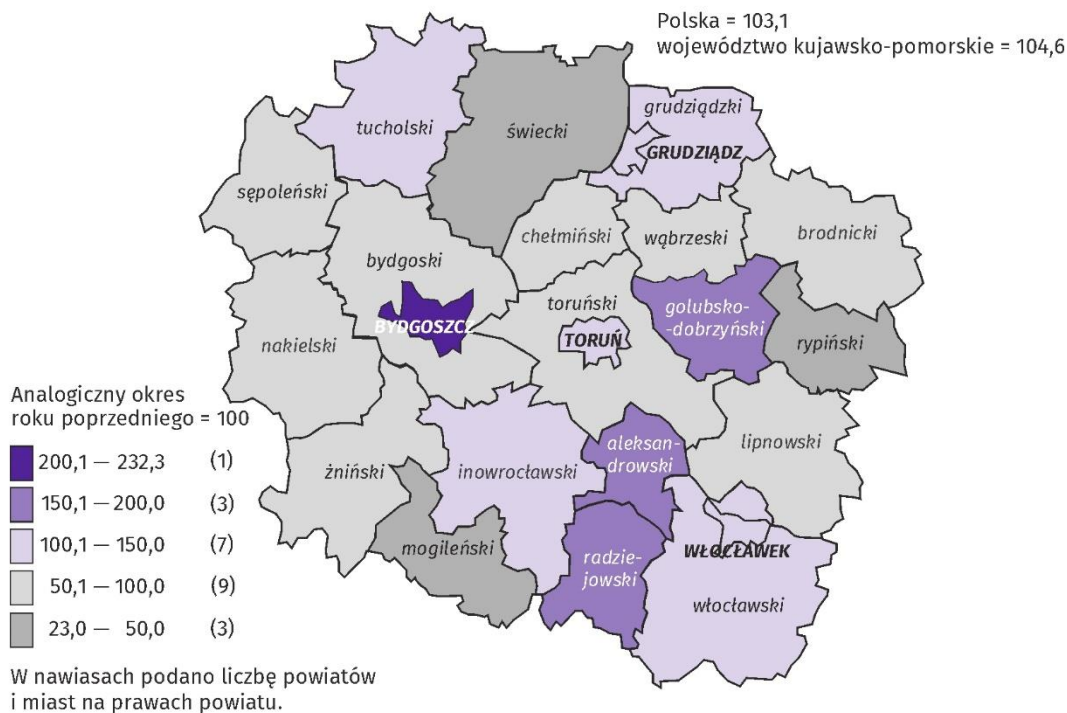 Polska = 103,1
województwo kujawsko-pomorskie = 104,6
tucholski
świecki
grudziądzki
GRUDZIĄDZ
sępoleński
chełmiński
wąbrzeski
brodnicki
bydgoski
BYDGOSZCZ
toruński
TORUŃ
golubsko-
-dobrzyński
rypiński
nakielski
żniński
inowrocławski
aleksan-
drowski
lipnowski
mogileński
radzie-
jowski
WŁOCŁAWEK
włocławski
Analogiczny okres
roku poprzedniego = 100
200,1 — 232,3 (1)
150,1 — 200,0 (3)
100,1 — 150,0 (7)
50,1 — 100,0 (9)
23,0 — 50,0 (3)
W nawiasach podano liczbę powiatów
i miast na prawach powiatu.